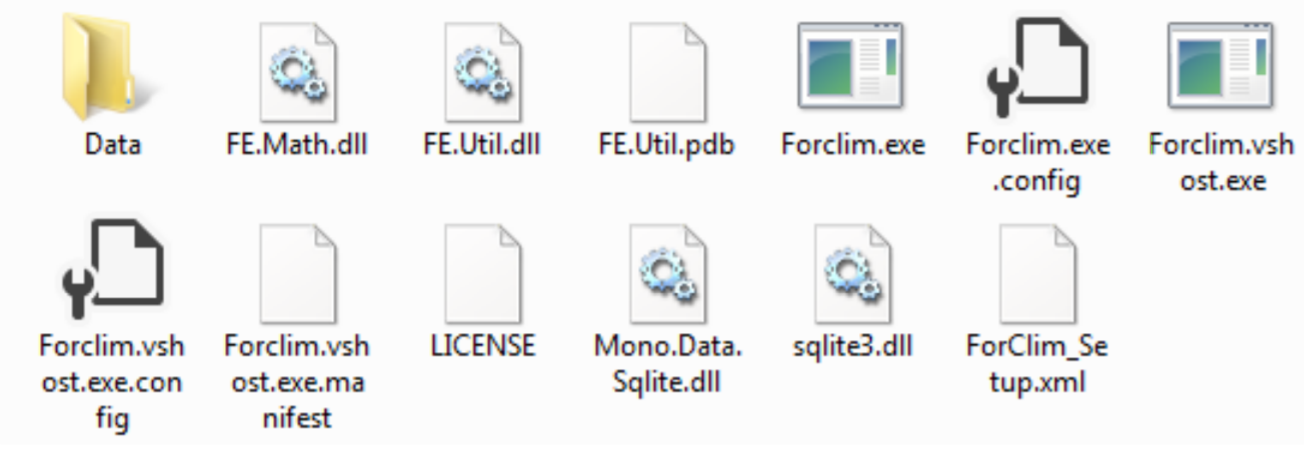 Data
FE.Math.dll
FE.Util.dll
FE.Util.pdb
Forclim.exe
Forclim.exe
.config
Forclim.vsh
ost.exe
Forclim.vsh
ost.exe.con
fig
Forclim.vsh
ost.exe.ma
nifest
LICENSE
Mono.Data.
Sqlite.dll
sqlite3.dll
ForClim_Se
tup.xml